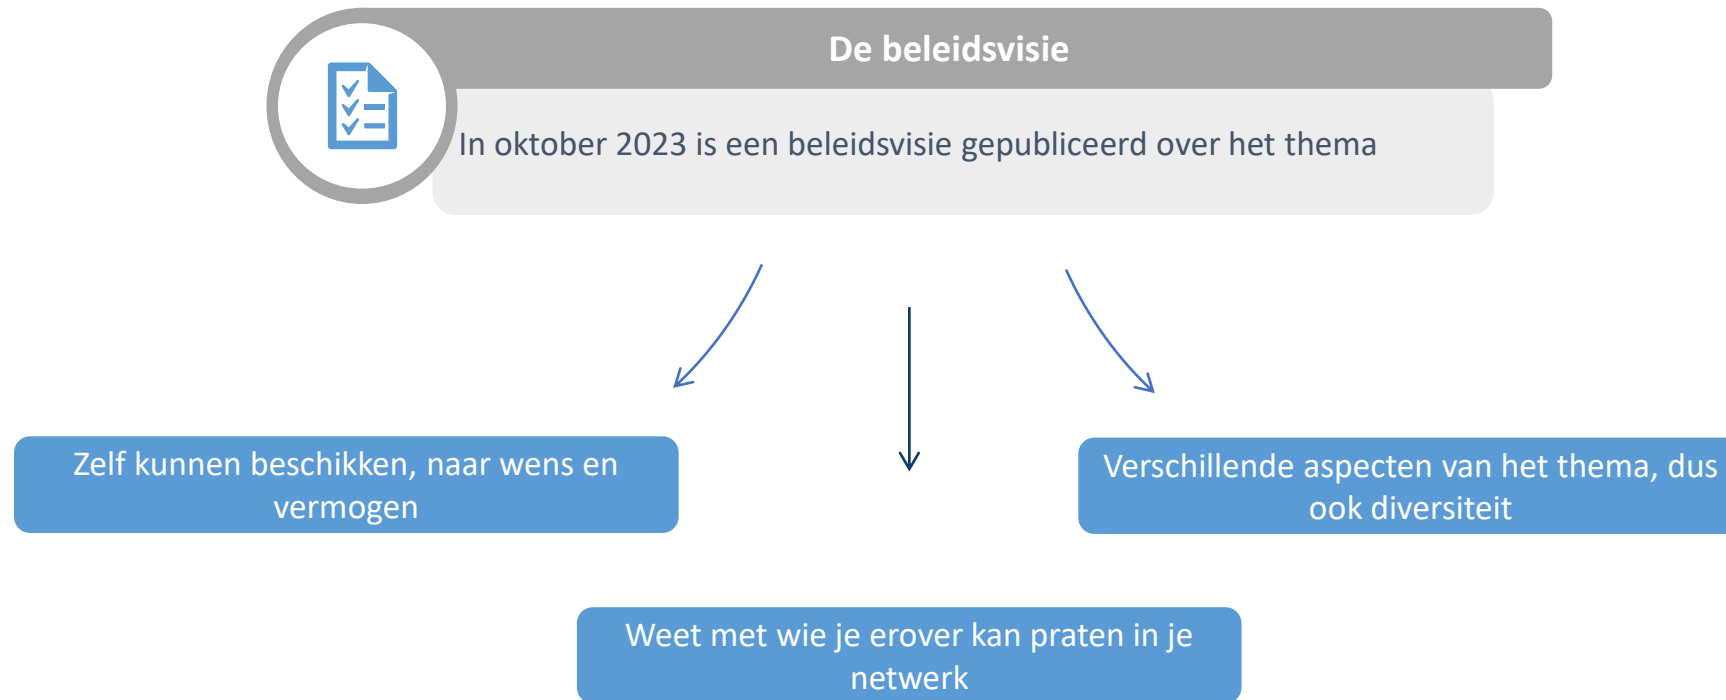 De beleidsvisie
In oktober 2023 is een beleidsvisie gepubliceerd over het thema
Zelf kunnen beschikken, naar wens en
vermogen
Verschillende aspecten van het thema, dus
ook diversiteit
Weet met wie je erover kan praten in je
netwerk